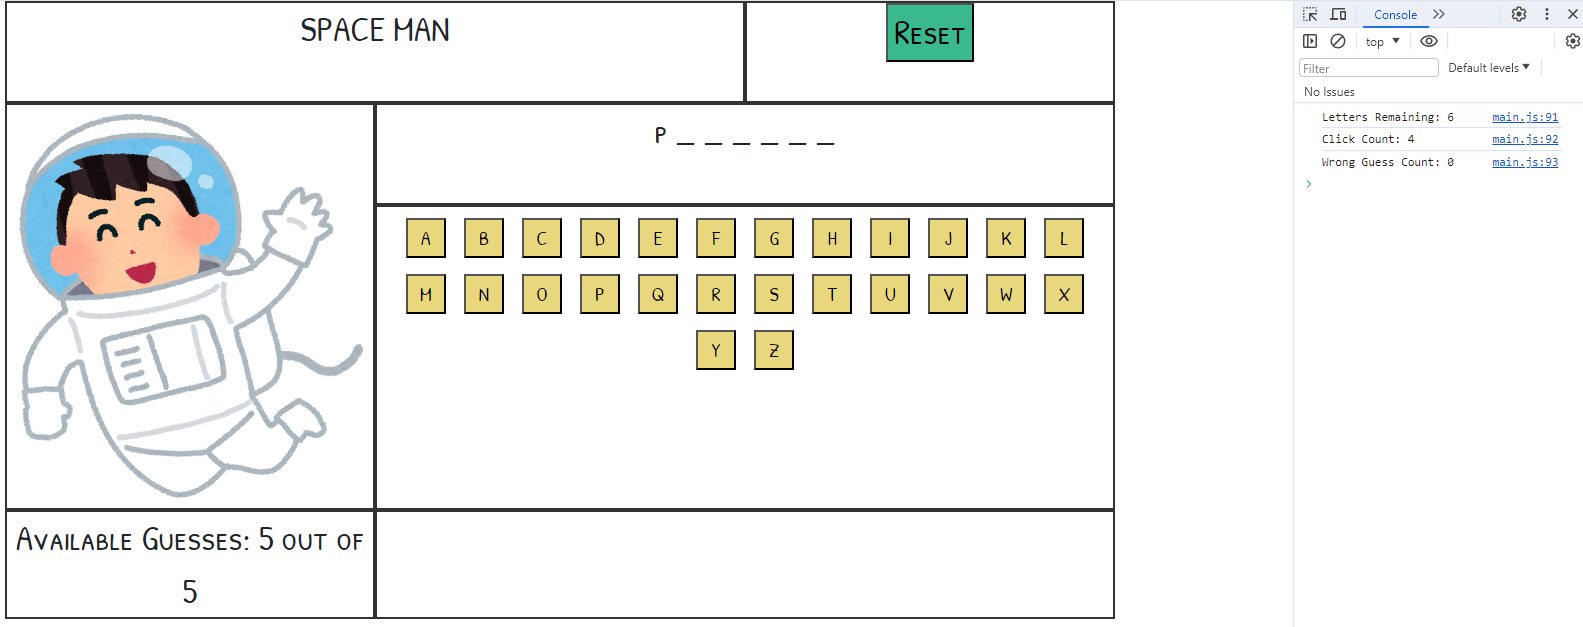 SPACE MAN
Reset
P _ _ _ _ _ _
A B C D E F G H I J K L
M N O P Q R S T U V W X
Y Z
Available Guesses: 5 out of
5
Console
top
Filter
Default levels
No Issues
Letters Remaining: 6 main.js:91
Click Count: 4 main.js:92
Wrong Guess Count: 0 main.js:93